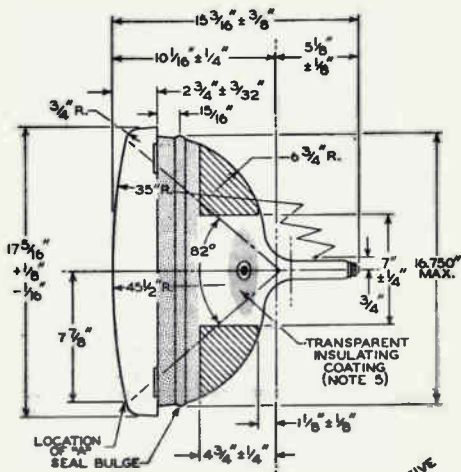 15 3/16" ± 3/8"
10 1/16" ± 1/4"
5 1/8"
± 1/8"
2 3/4" ± 3/32"
15/16"
3/4" R.
6 3/4" R.
35" R.
17 5/16"
+ 1/8"
- 1/16"
82°
7"
± 1/4"
16.750"
MAX.
45 1/2" R.
3/4"
7 7/8"
TRANSPARENT
INSULATING
COATING
(NOTE 5)
1 1/8" ± 1/8"
LOCATION
OF "A"
SEAL BULGE
4 3/4" ± 1/4"